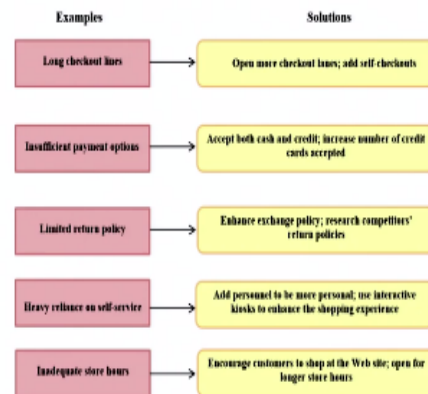 Examples
Solutions
Long checkout lines
Open more checkout lanes; add self-checkouts
Insufficient payment options
Accept both cash and credit; increase number of credit
cards accepted
Limited return policy
Enhance exchange policy; research competitors'
return policies
Heavy reliance on self-service
Add personnel to be more personal; use interactive
kiosks to enhance the shopping experience
Inadequate store hours
Encourage customers to shop at the Web site; open for
longer store hours